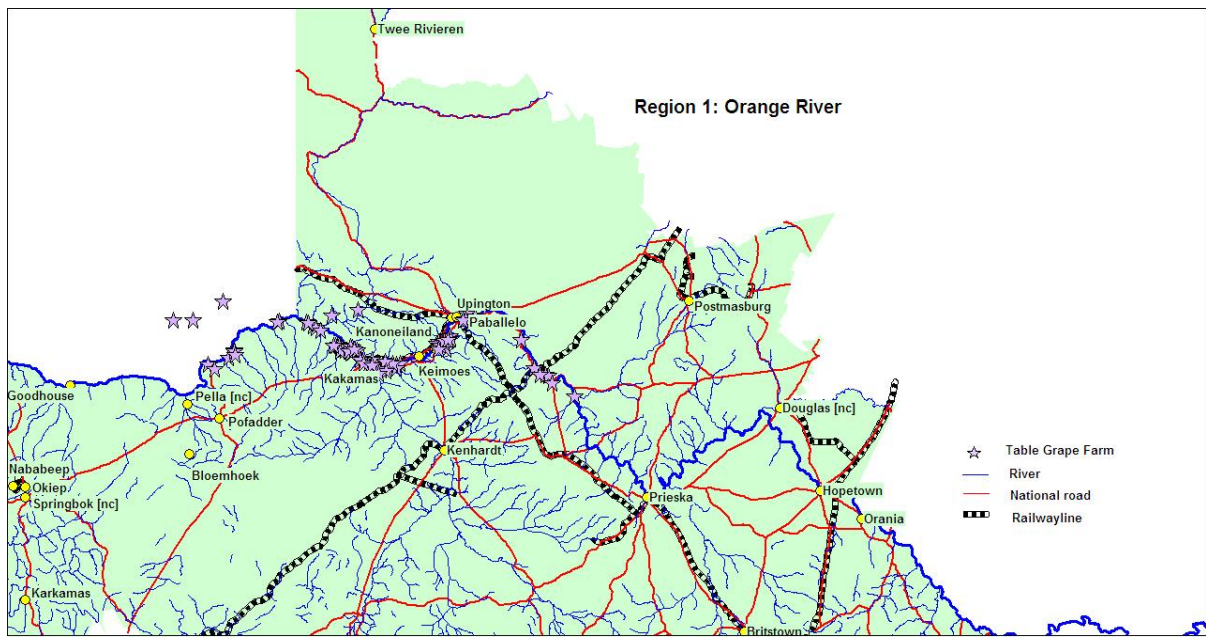 Twee Rivieren
Region 1: Orange River
Upington
Postmasburg
Paballelo
Kanoneiland
Keimoes
Kakamas
Goodhouse
Pella [nc]
Pofadder
Douglas [nc]
Bloemhoek
Kenhardt
Table Grape Farm
Nababeep
River
Okiep
Hopetown
National road
Springbok [nc]
Prieska
Orania
Railwayline
Karkamas
Britstown